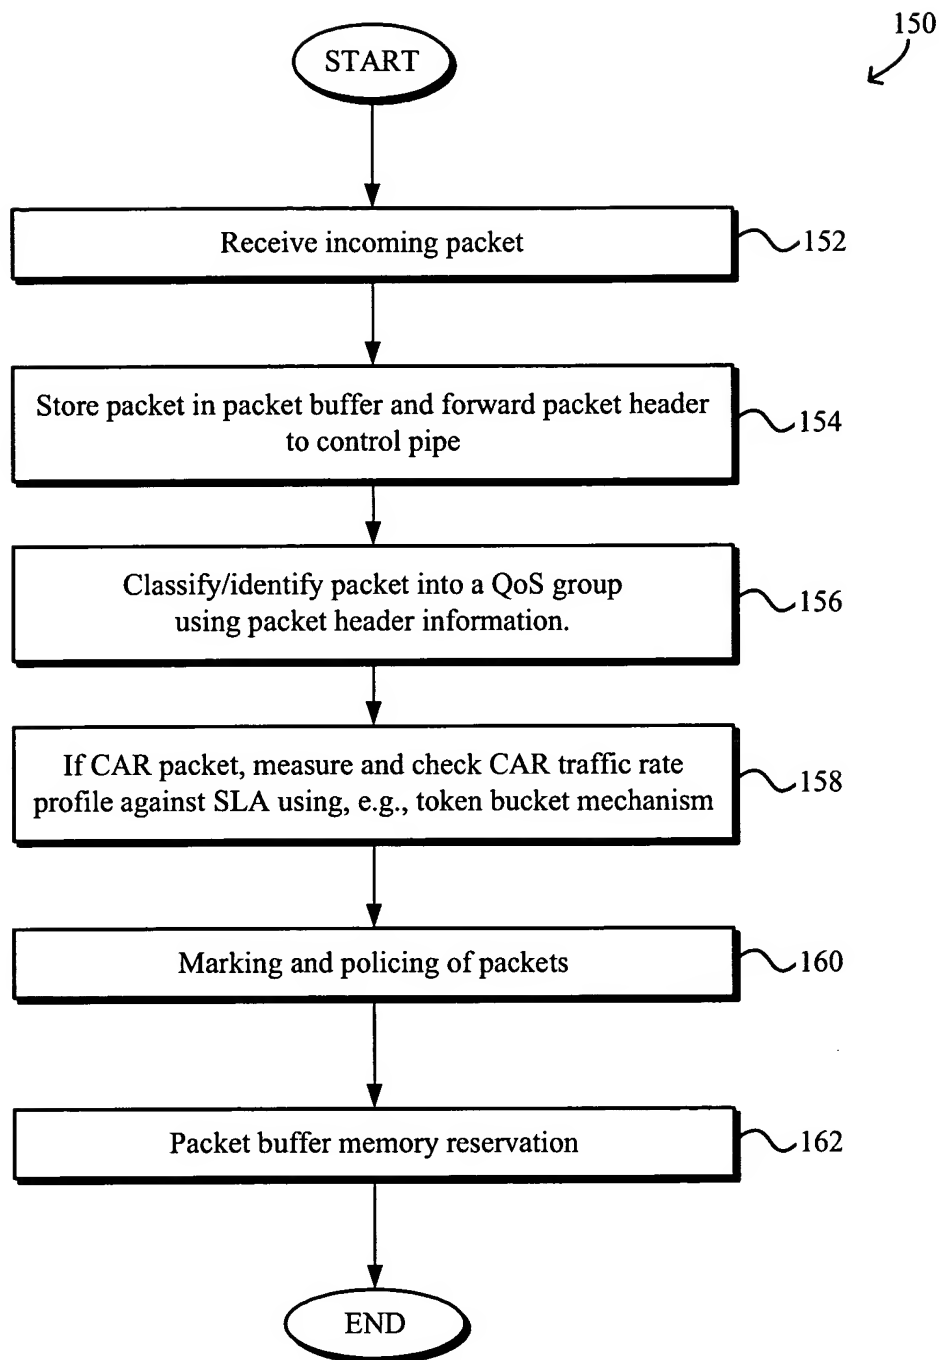 150
START
Receive incoming packet
152
Store packet in packet buffer and forward packet header
to control pipe
154
Classify/identify packet into a QoS group
using packet header information.
156
If CAR packet, measure and check CAR traffic rate
profile against SLA using, e.g., token bucket mechanism
158
Marking and policing of packets
160
Packet buffer memory reservation
162
END